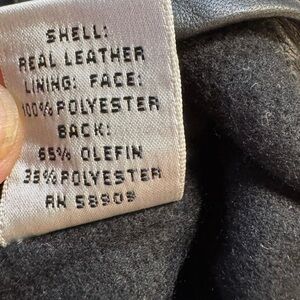 SHELL:
REAL LEATHER
LINING: FACE:
100% POLYESTER
BACK:
65% OLEFIN
35% POLYESTER
RN 58909